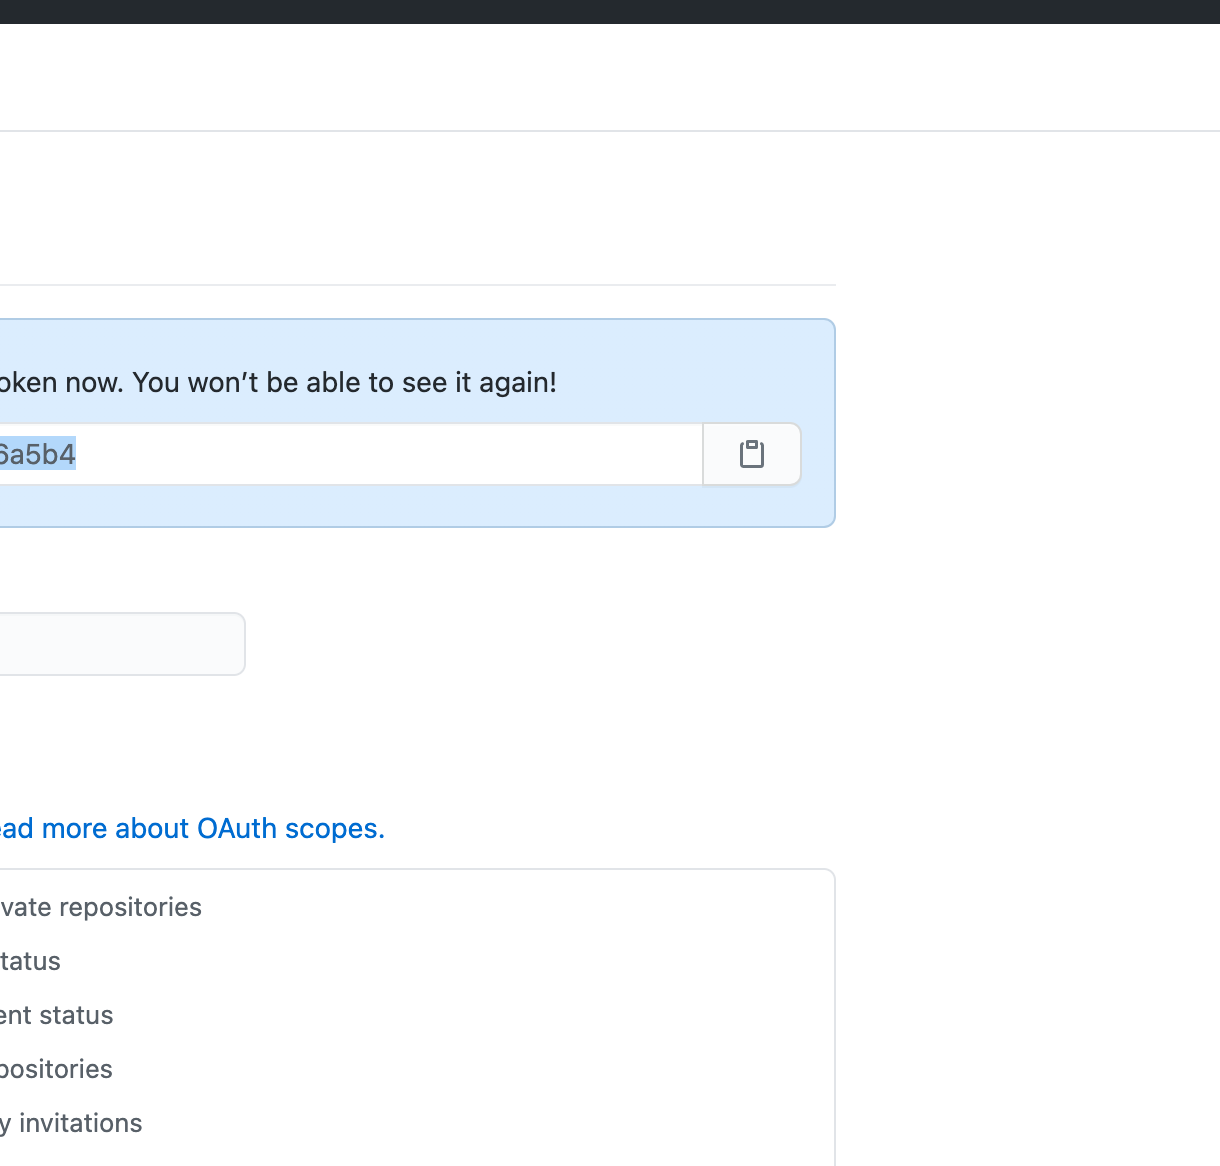 oken now. You won’t be able to see it again!
6a5b4
ead more about OAuth scopes.
vate repositories
tatus
ent status
positories
y invitations